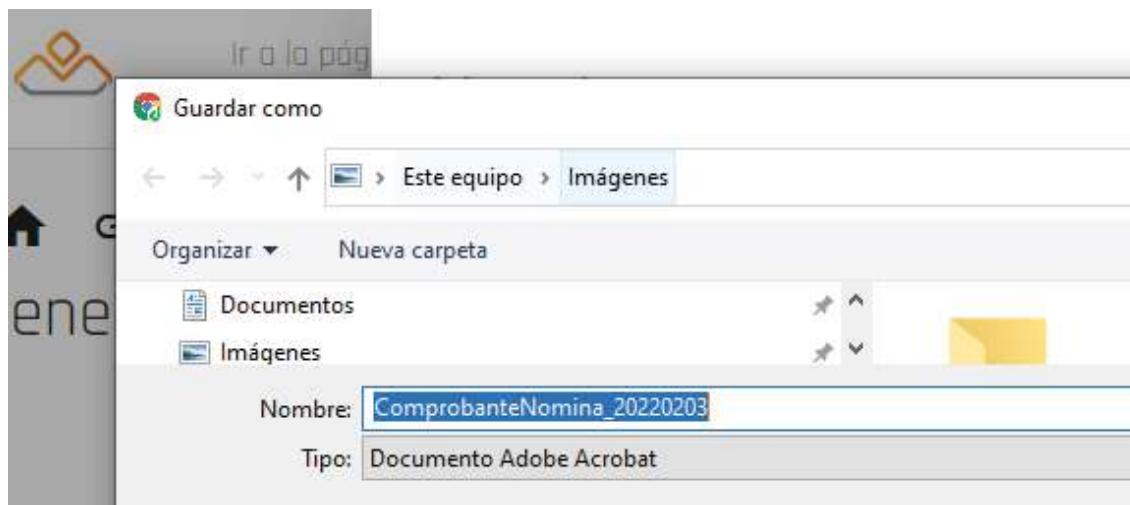 Ir a la pág
Guardar como
Este equipo > Imágenes
Organizar
Nueva carpeta
ene
Documentos
Imágenes
Nombre: ComprobanteNomina_20220203
Tipo: Documento Adobe Acrobat